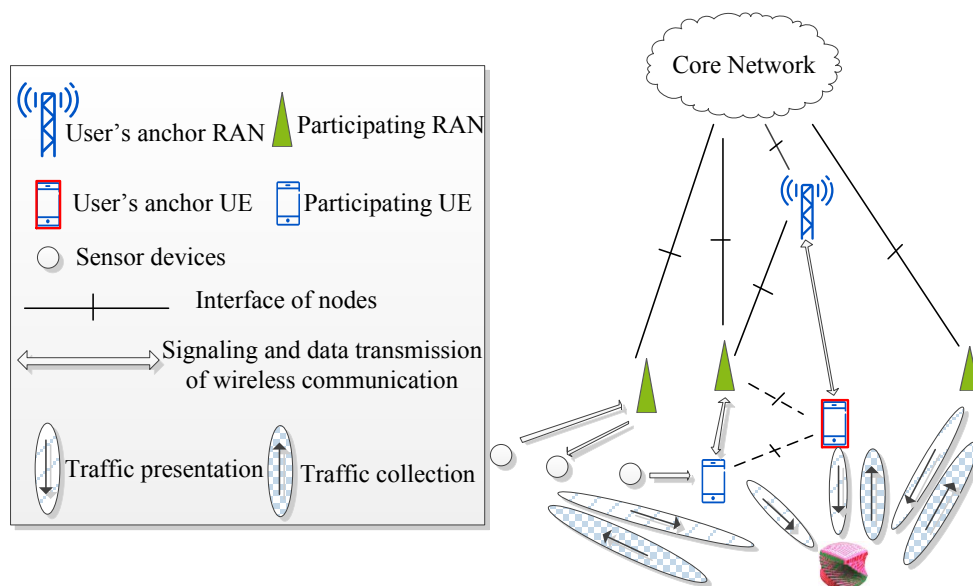 Core Network
User's anchor RAN
Participating RAN
User's anchor UE
Participating UE
Sensor devices
Interface of nodes
Signaling and data transmission
of wireless communication
Traffic presentation
Traffic collection